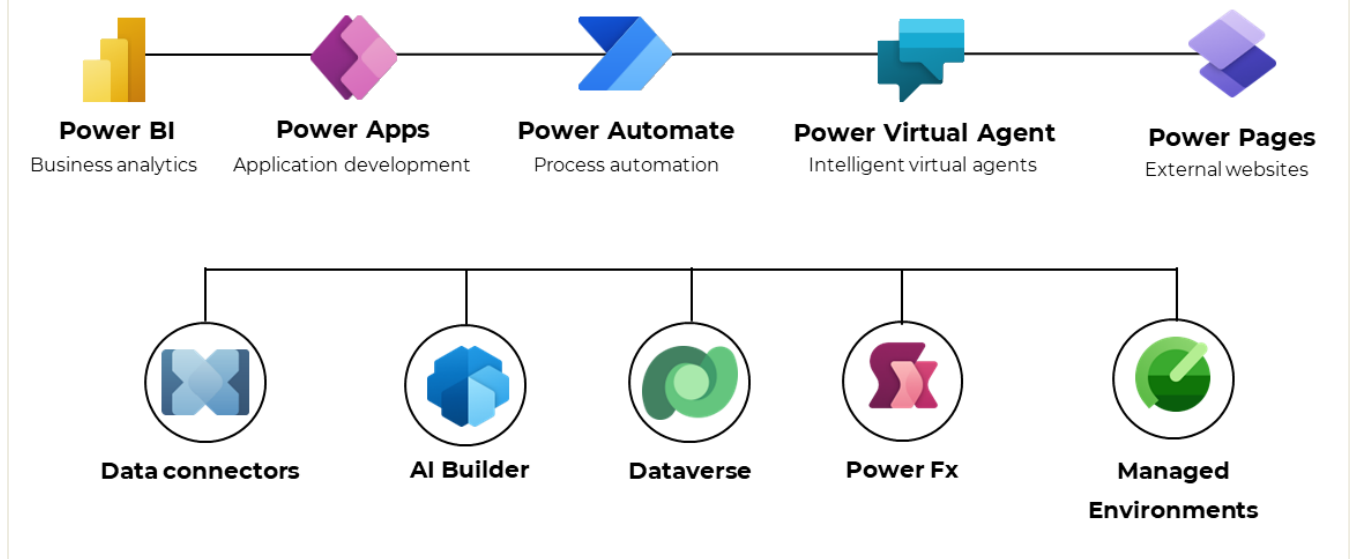 Power BI
Business analytics
Power Apps
Application development
Power Automate
Process automation
Power Virtual Agent
Intelligent virtual agents
Power Pages
External websites
Data connectors
AI Builder
Dataverse
Power Fx
Managed
Environments